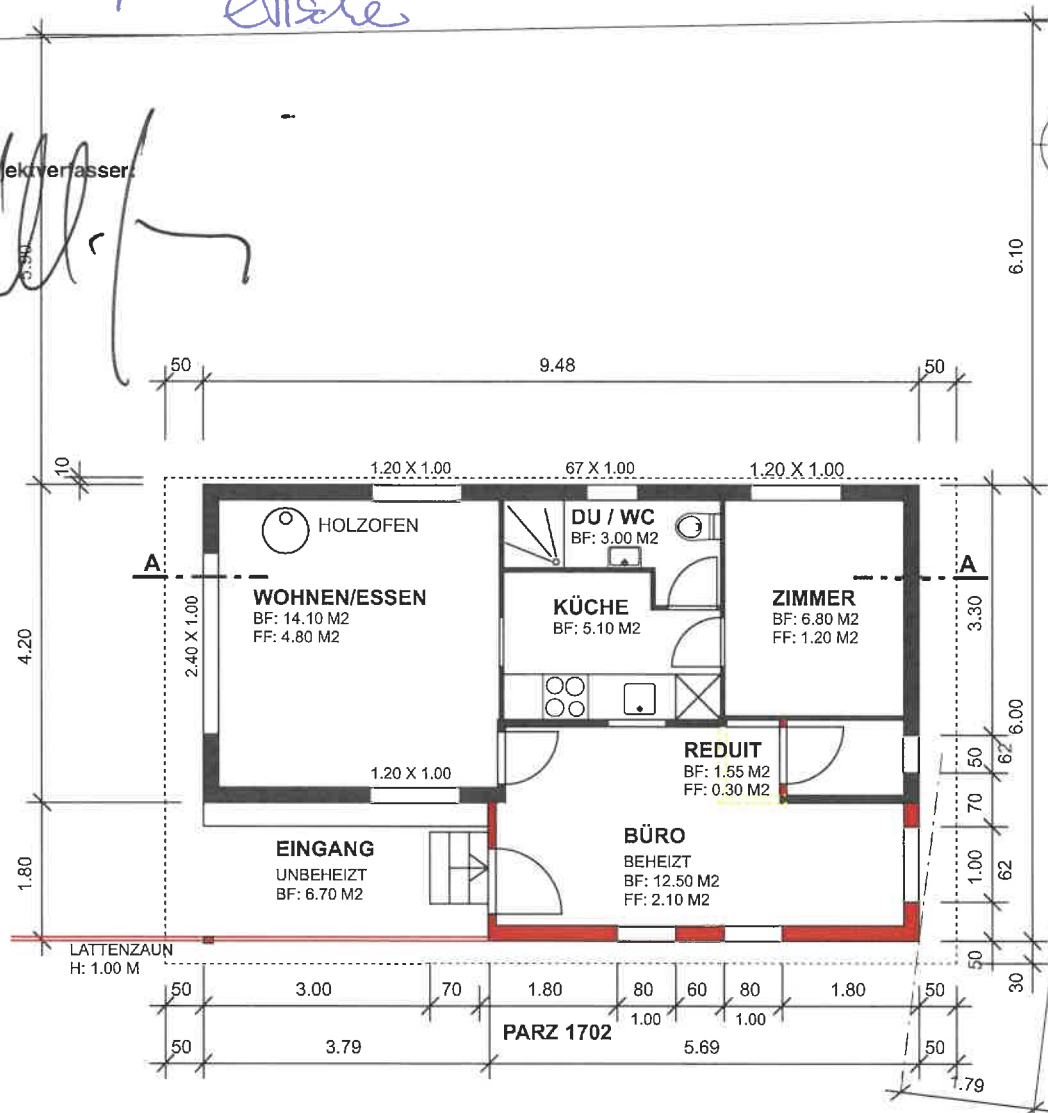 ektverfasser:
5.90
6.10
50
9.48
50
10
1.20 X 1.00
67 X 1.00
1.20 X 1.00
HOLZOFEN
DU / WC
BF: 3.00 M2
A
A
WOHNEN/ESSEN
BF: 14.10 M2
FF: 4.80 M2
KÜCHE
BF: 5.10 M2
ZIMMER
BF: 6.80 M2
FF: 1.20 M2
2.40 X 1.00
4.20
3.30
6.00
1.20 X 1.00
REDUIT
BF: 1.55 M2
FF: 0.30 M2
50
62
70
EINGANG
UNBEHEIZT
BF: 6.70 M2
BÜRO
BEHEIZT
BF: 12.50 M2
FF: 2.10 M2
1.80
1.00
62
LATTENZAUN
H: 1.00 M
50
30
50
3.00
70
1.80
80
60
80
1.80
50
1.00
1.00
PARZ 1702
50
3.79
5.69
50
1.79